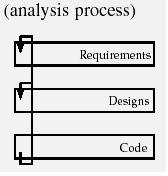 (analysis process)
Requirements
Designs
Code